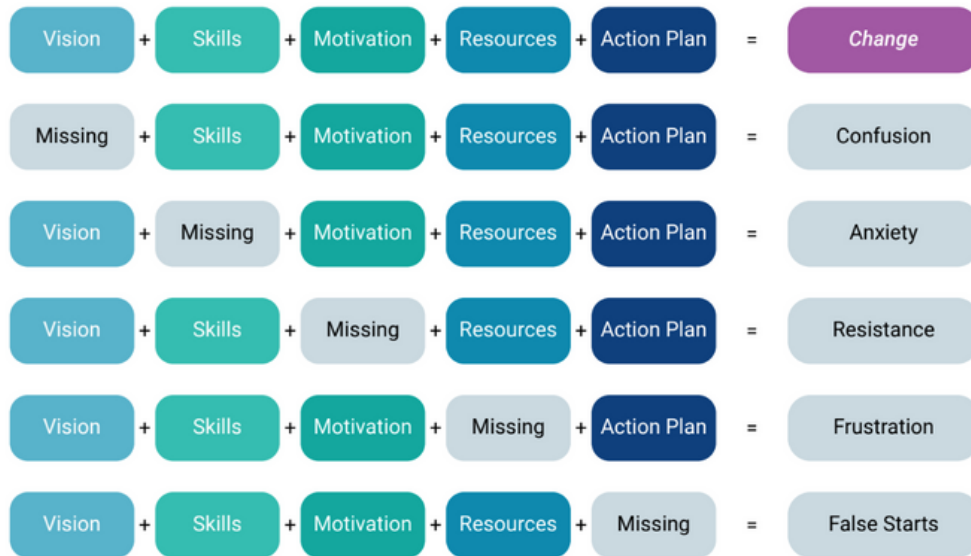 Vision + Skills + Motivation + Resources + Action Plan = Change
Missing + Skills + Motivation + Resources + Action Plan = Confusion
Vision + Missing + Motivation + Resources + Action Plan = Anxiety
Vision + Skills + Missing + Resources + Action Plan = Resistance
Vision + Skills + Motivation + Missing + Action Plan = Frustration
Vision + Skills + Motivation + Resources + Missing = False Starts